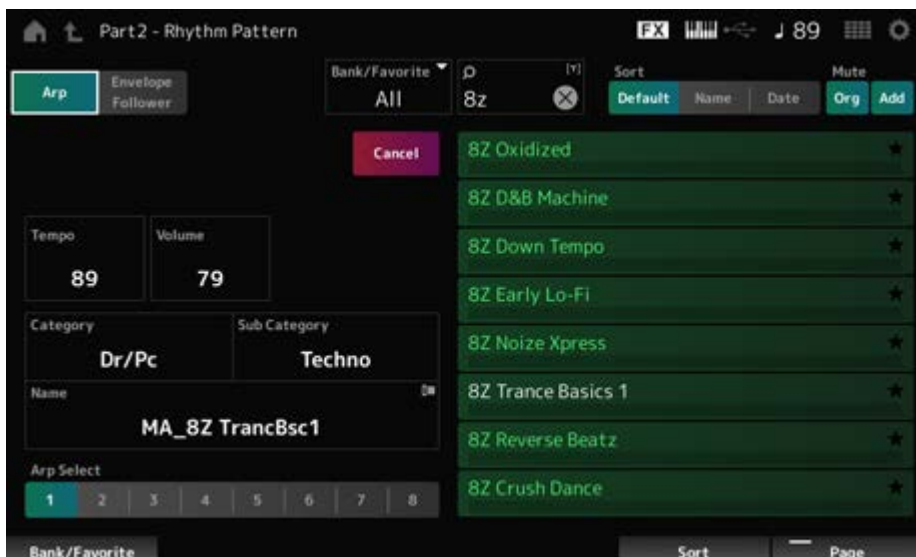 Part2 - Rhythm Pattern FX ♩ 89
Arp Envelope Follower Bank/Favorite All [Y] 8z Sort Default Name Date Mute Org Add
Cancel
8Z Oxidized
8Z D&B Machine
Tempo 89 Volume 79
8Z Down Tempo
8Z Early Lo-Fi
Category Dr/Pc Sub Category Techno
8Z Noize Xpress
Name MA_8Z TrancBsc1
8Z Trance Basics 1
8Z Reverse Beatz
Arp Select
1 2 3 4 5 6 7 8
8Z Crush Dance
Bank/Favorite Sort Page